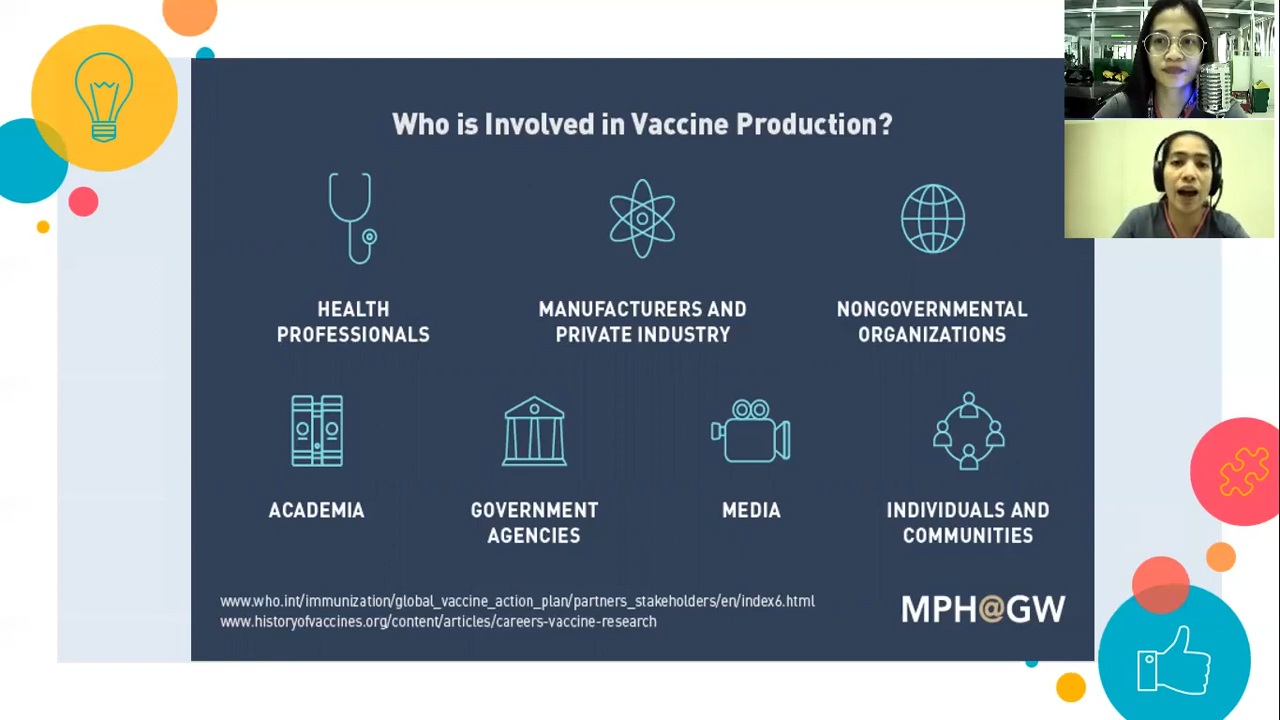 Who is Involved in Vaccine Production?
HEALTH
PROFESSIONALS
MANUFACTURERS AND
PRIVATE INDUSTRY
NONGOVERNMENTAL
ORGANIZATIONS
ACADEMIA
GOVERNMENT
AGENCIES
MEDIA
INDIVIDUALS AND
COMMUNITIES
www.who.int/immunization/global_vaccine_action_plan/partners_stakeholders/en/index6.html
www.historyofvaccines.org/content/articles/careers-vaccine-research
MPH@GW